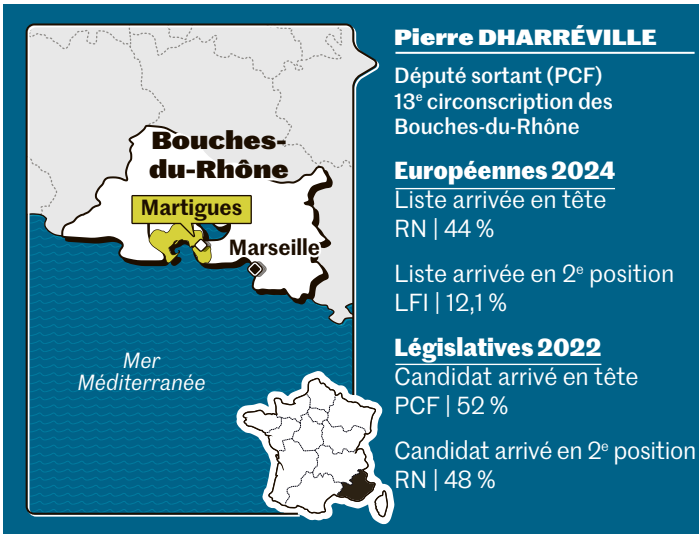 Bouches-
du-Rhône
Martigues
Marseille
Mer
Méditerranée
Pierre DHARRÉVILLE
Député sortant (PCF)
13e circonscription des
Bouches-du-Rhône
Européennes 2024
Liste arrivée en tête
RN | 44 %
Liste arrivée en 2e position
LFI | 12,1 %
Législatives 2022
Candidat arrivé en tête
PCF | 52 %
Candidat arrivé en 2e position
RN | 48 %